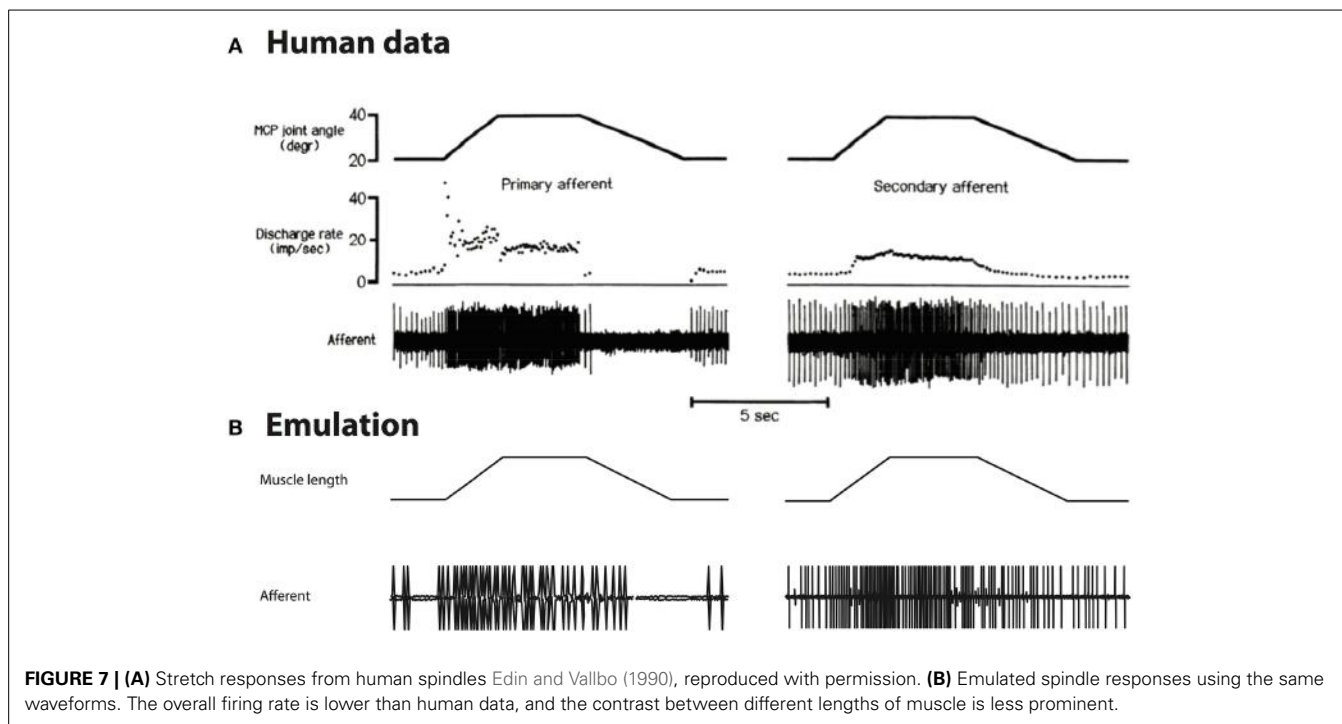 A Human data
MCP joint angle
(degr)
40
20
Primary afferent
Secondary afferent
Discharge rate
(imp/sec)
40
20
0
Afferent
5 sec
B Emulation
Muscle length
Afferent
FIGURE 7 | (A) Stretch responses from human spindles Edin and Vallbo (1990), reproduced with permission. (B) Emulated spindle responses using the same
waveforms. The overall firing rate is lower than human data, and the contrast between different lengths of muscle is less prominent.